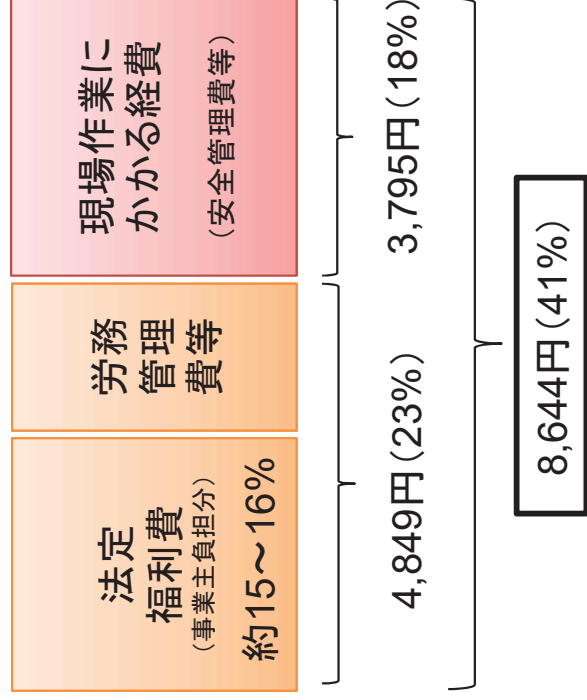 法定
福利費
（事業主負担分）
約15～16%
労務
管理
費等
現場作業に
かかる経費
（安全管理費等）
4,849円（23%）
3,795円（18%）
8,644円（41%）